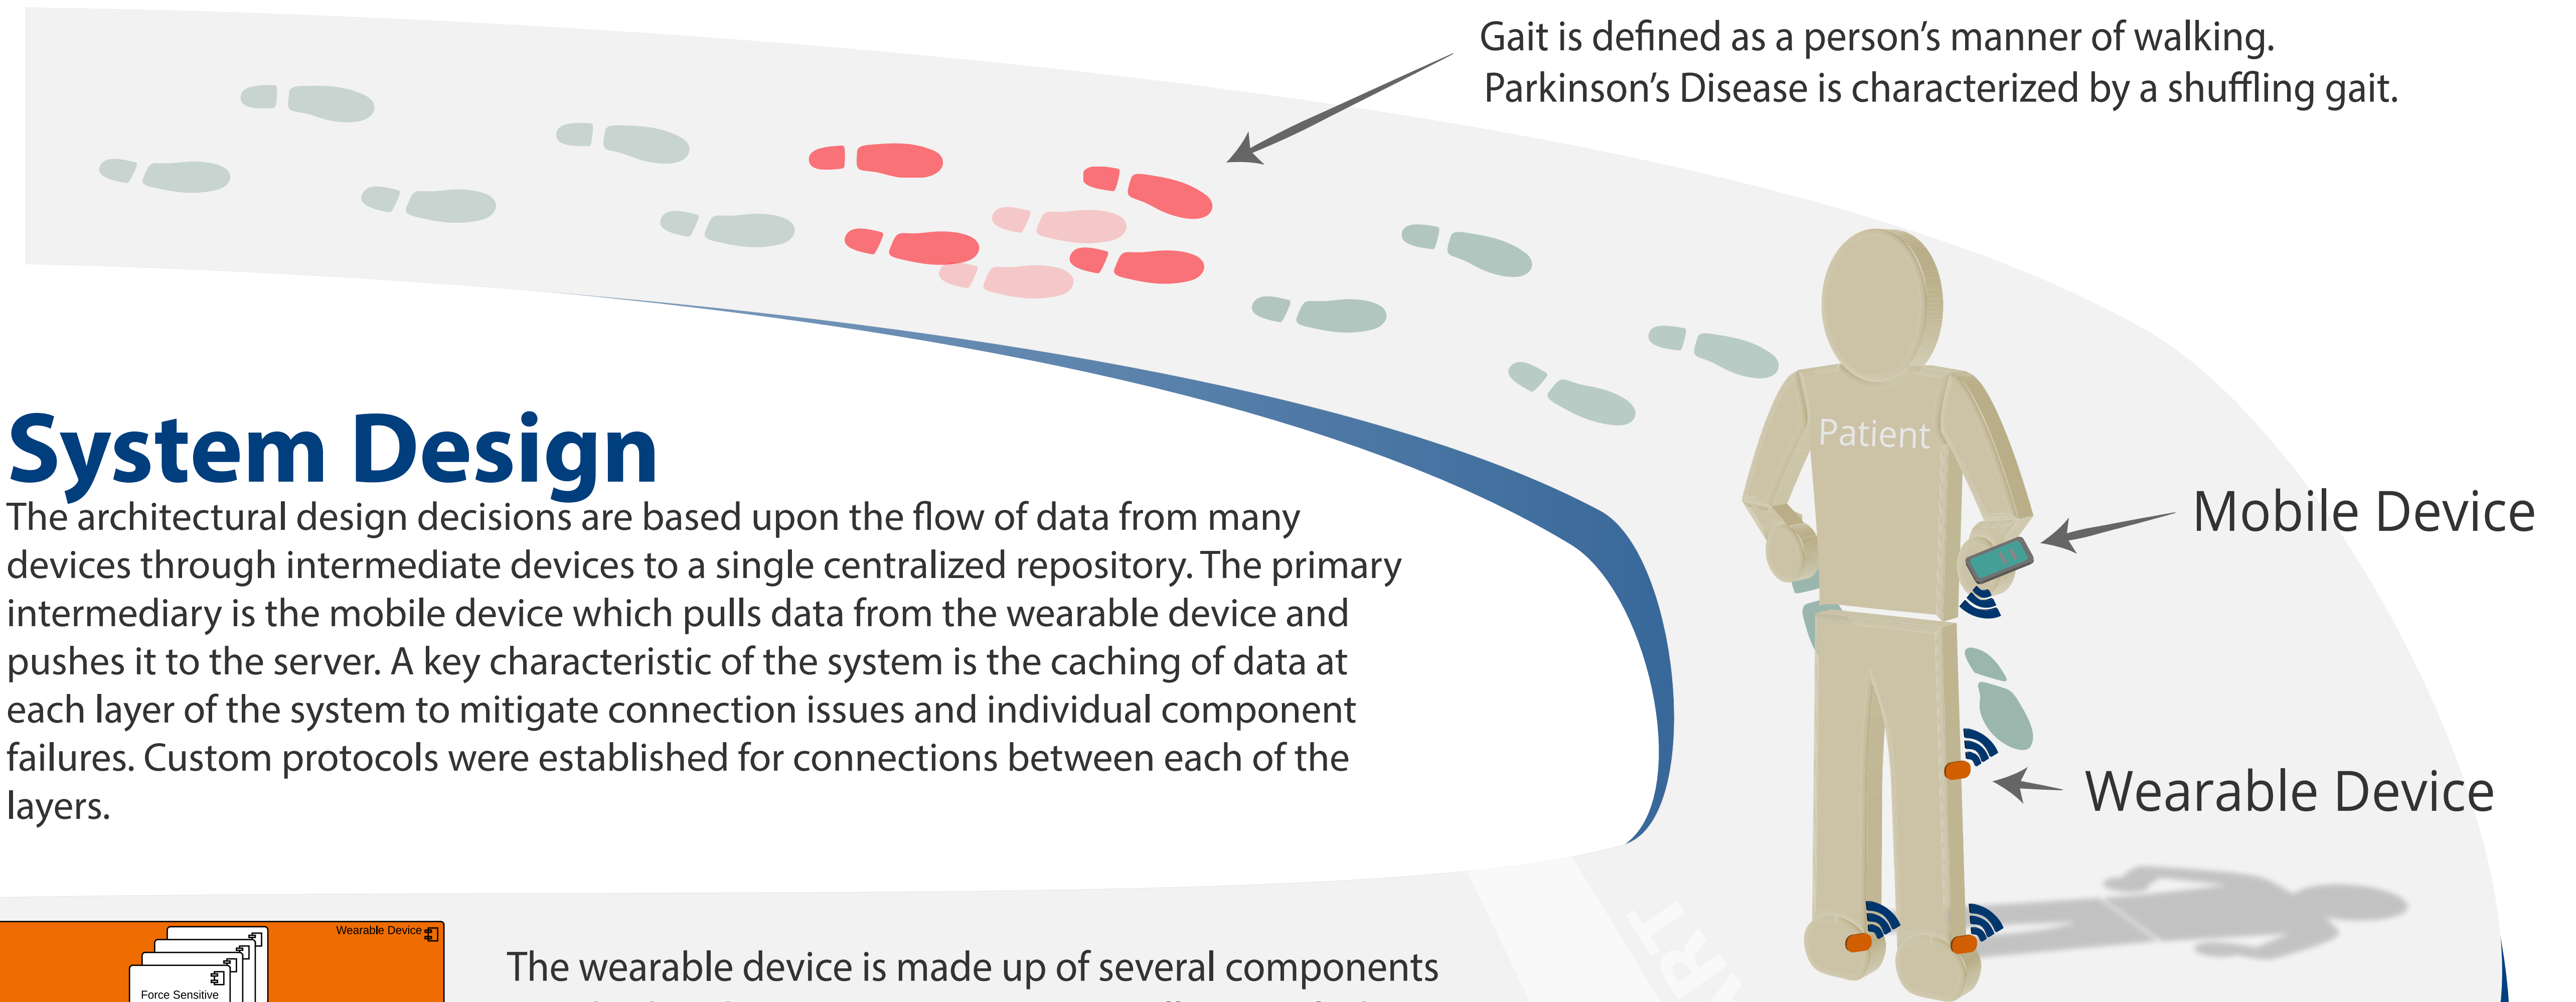 Gait is defined as a person's manner of walking.
Parkinson's Disease is characterized by a shuffling gait.
System Design
The architectural design decisions are based upon the flow of data from many
devices through intermediate devices to a single centralized repository. The primary
intermediary is the mobile device which pulls data from the wearable device and
pushes it to the server. A key characteristic of the system is the caching of data at
each layer of the system to mitigate connection issues and individual component
failures. Custom protocols were established for connections between each of the
layers.
Patient
Mobile Device
Wearable Device
Wearable Device
Force Sensitive
The wearable device is made up of several components